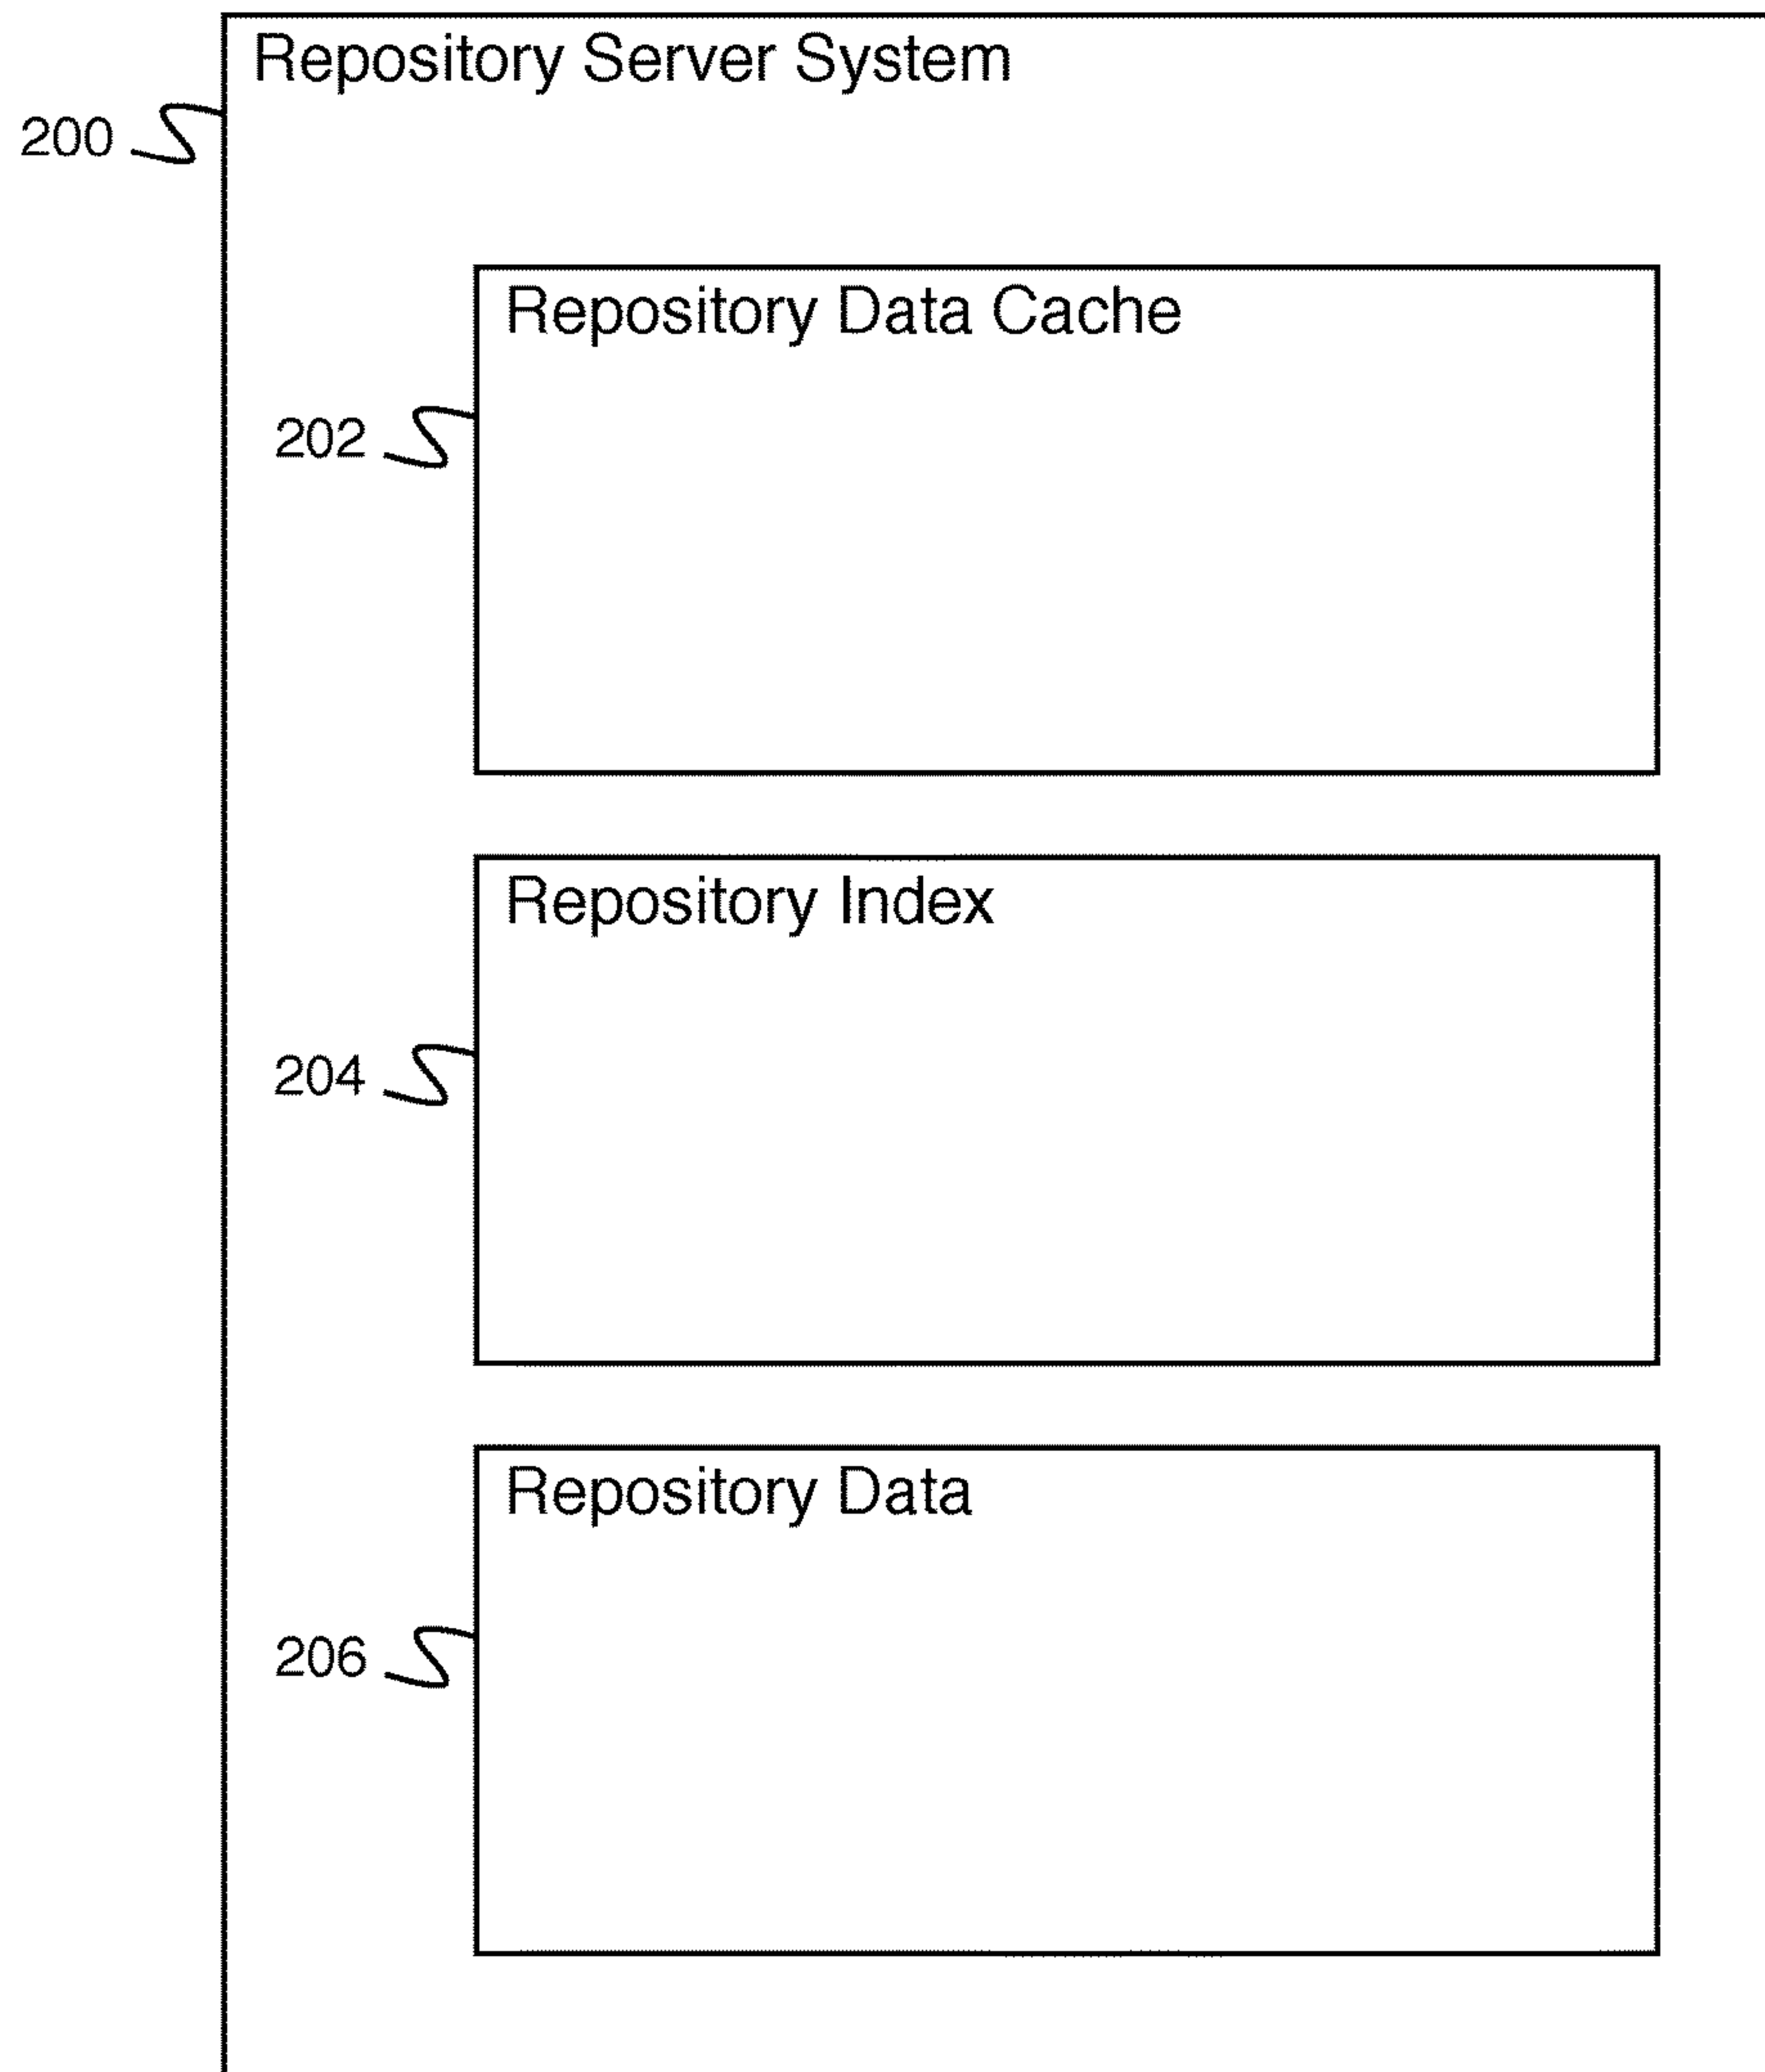 Repository Server System
200
Repository Data Cache
202
Repository Index
204
Repository Data
206